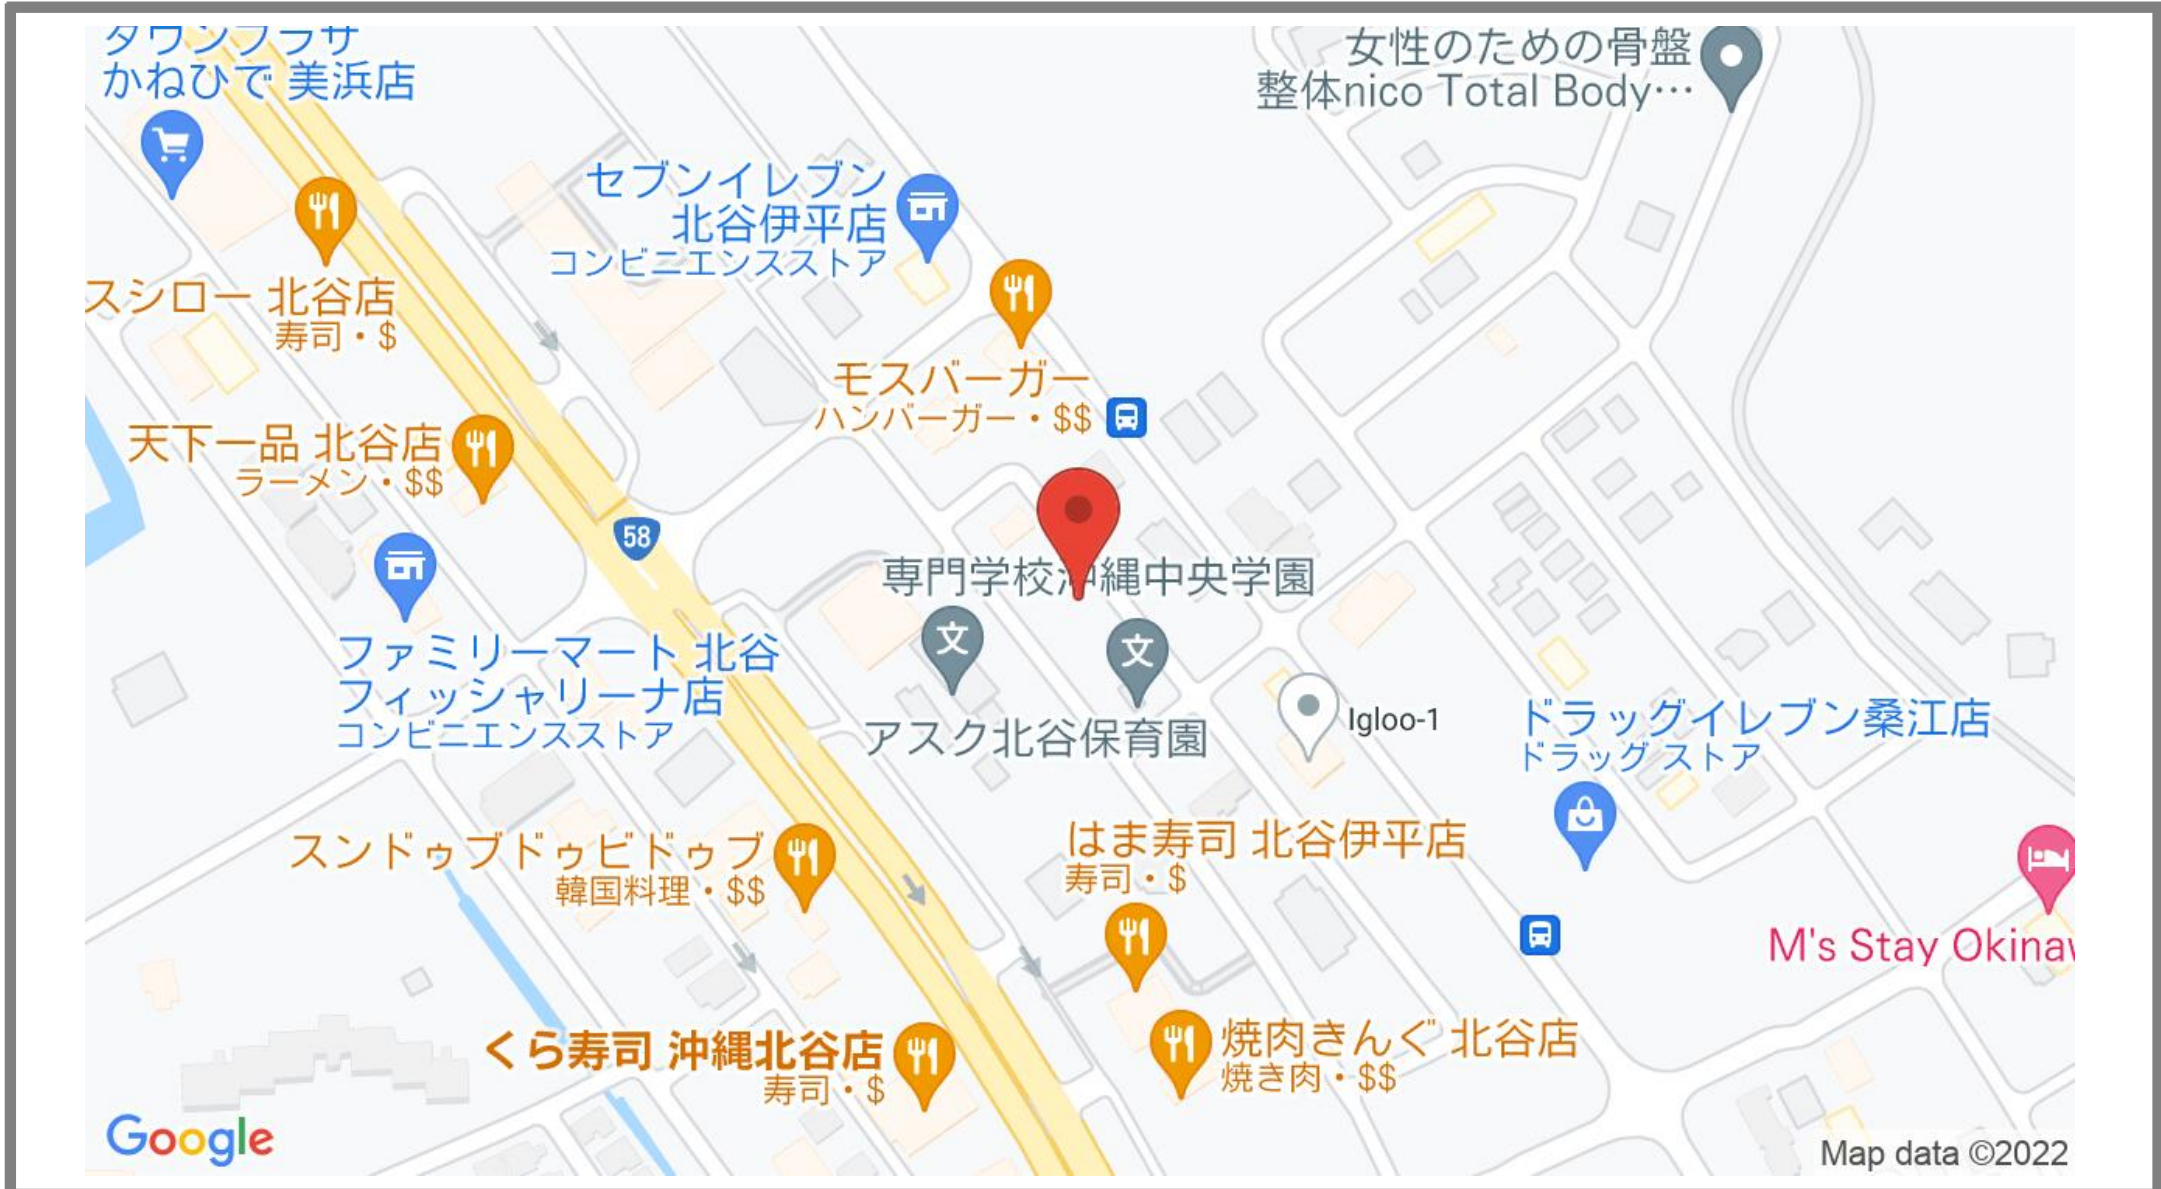 タウンプラザ
かねひで 美浜店
女性のための骨盤
整体nico Total Body…
セブンイレブン
北谷伊平店
コンビニエンスストア
スシロー 北谷店
寿司・$
モスバーガー
ハンバーガー・$$
天下一品 北谷店
ラーメン・$$
58
専門学校沖縄中央学園
文
文
ファミリーマート 北谷
フィッシャリーナ店
コンビニエンスストア
アスク北谷保育園
Igloo-1
ドラッグイレブン桑江店
ドラッグ ストア
スンドゥブドゥビドゥブ
韓国料理・$$
はま寿司 北谷伊平店
寿司・$
M's Stay Okina
くら寿司 沖縄北谷店
寿司・$
焼肉きんぐ 北谷店
焼き肉・$$
Google
Map data ©2022